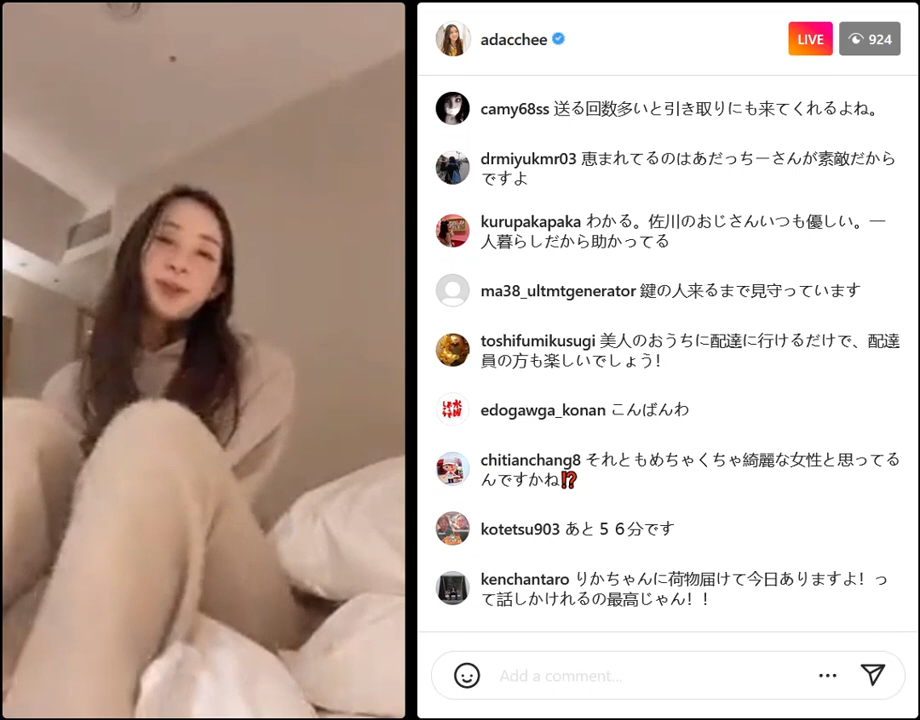 adacchee
LIVE
924
camy68ss 送る回数多いと引き取りにも来てくれるよね。
drmiyukmr03 恵まれてるのはあだっちーさんが素敵だから
ですよ
kurupakapaka わかる。佐川のおじさんいつも優しい。一
人暮らしだから助かってる
ma38_ultmtgenerator 鍵の人来るまで見守っています
toshifumikusugi 美人のおうちに配達に行けるだけで、配達
員の方も楽しいでしょう!
edogawga_konan こんばんわ
chitianchang8 それともめちゃくちゃ綺麗な女性と思ってる
んですかね⁉️
kotetsu903 あと５６分です
kenchantaro りかちゃんに荷物届けて今日ありますよ！っ
て話しかけれるの最高じゃん！！
Add a comment...